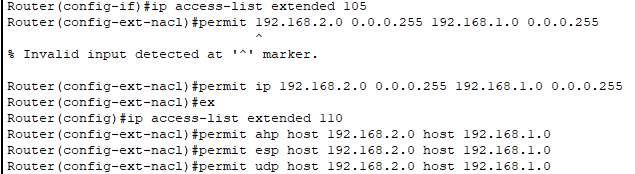 Router(config-if)#ip access-list extended 105
Router(config-ext-nacl)#permit 192.168.2.0 0.0.0.255 192.168.1.0 0.0.0.255
^
% Invalid input detected at '^' marker.
Router(config-ext-nacl)#permit ip 192.168.2.0 0.0.0.255 192.168.1.0 0.0.0.255
Router(config-ext-nacl)#ex
Router(config)#ip access-list extended 110
Router(config-ext-nacl)#permit ahp host 192.168.2.0 host 192.168.1.0
Router(config-ext-nacl)#permit esp host 192.168.2.0 host 192.168.1.0
Router(config-ext-nacl)#permit udp host 192.168.2.0 host 192.168.1.0